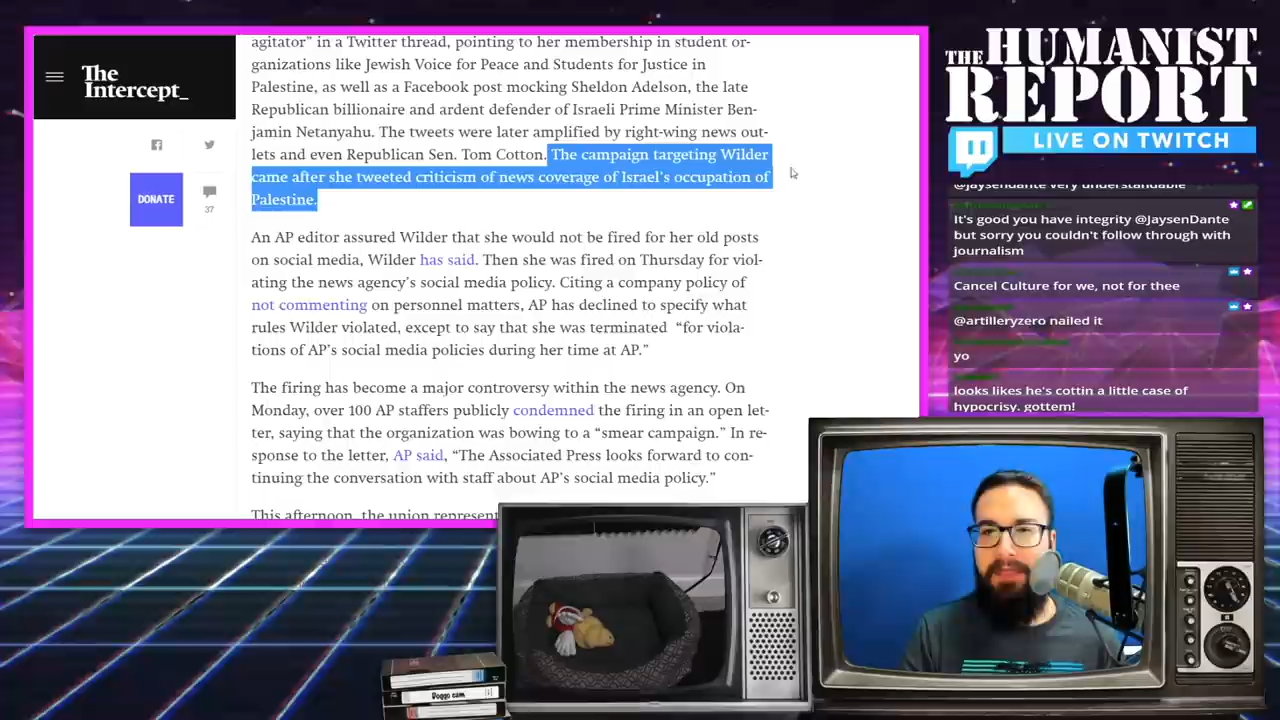 agitator” in a Twitter thread, pointing to her membership in student or-
ganizations like Jewish Voice for Peace and Students for Justice in
Palestine, as well as a Facebook post mocking Sheldon Adelson, the late
Republican billionaire and ardent defender of Israeli Prime Minister Ben-
jamin Netanyahu. The tweets were later amplified by right-wing news out-
lets and even Republican Sen. Tom Cotton. The campaign targeting Wilder
came after she tweeted criticism of news coverage of Israel’s occupation of
Palestine.
An AP editor assured Wilder that she would not be fired for her old posts
on social media, Wilder has said. Then she was fired on Thursday for viol-
ating the news agency’s social media policy. Citing a company policy of
not commenting on personnel matters, AP has declined to specify what
rules Wilder violated, except to say that she was terminated “for viola-
tions of AP’s social media policies during her time at AP.”
The firing has become a major controversy within the news agency. On
Monday, over 100 AP staffers publicly condemned the firing in an open let-
ter, saying that the organization was bowing to a “smear campaign.” In re-
sponse to the letter, AP said, “The Associated Press looks forward to con-
tinuing the conversation with staff about AP’s social media policy.”
This afternoon, the union represent
The
Intercept_
DONATE
37
THE HUMANIST
REPORT
LIVE ON TWITCH
@jaysendante very understandable
It's good you have integrity @JaysenDante
but sorry you couldn't follow through with
journalism
Cancel Culture for we, not for thee
@artilleryzero nailed it
yo
looks likes he's cottin a little case of
hypocrisy. gottem!
Doggo cam